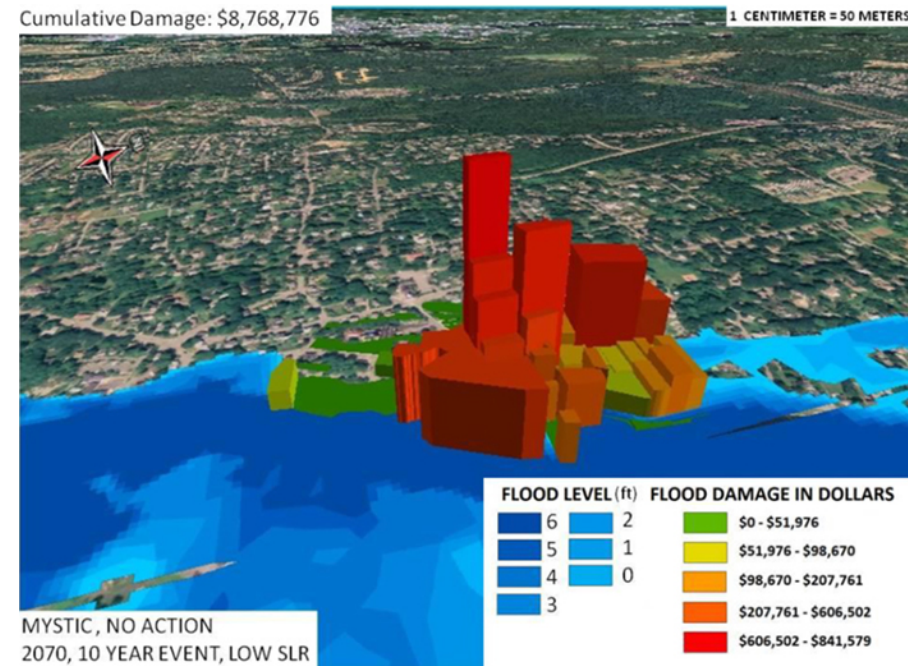 Cumulative Damage: $8,768,776
1 CENTIMETER = 50 METERS
FLOOD LEVEL (ft)
6
5
4
3
2
1
0
FLOOD DAMAGE IN DOLLARS
$0 - $51,976
$51,976 - $98,670
$98,670 - $207,761
$207,761 - $606,502
$606,502 - $841,579
MYSTIC, NO ACTION
2070, 10 YEAR EVENT, LOW SLR